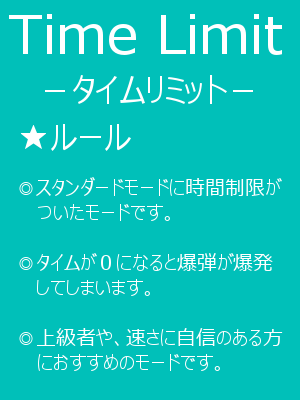 Time Limit
－タイムリミット－
★ルール
◎スタンダードモードに時間制限が
ついたモードです。
◎タイムが０になると爆弾が爆発
してしまいます。
◎上級者や、速さに自信のある方
におすすめのモードです。